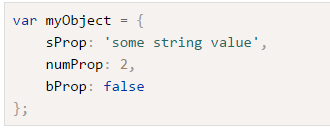 var myObject = {
    sProp: 'some string value',
    numProp: 2,
    bProp: false
};